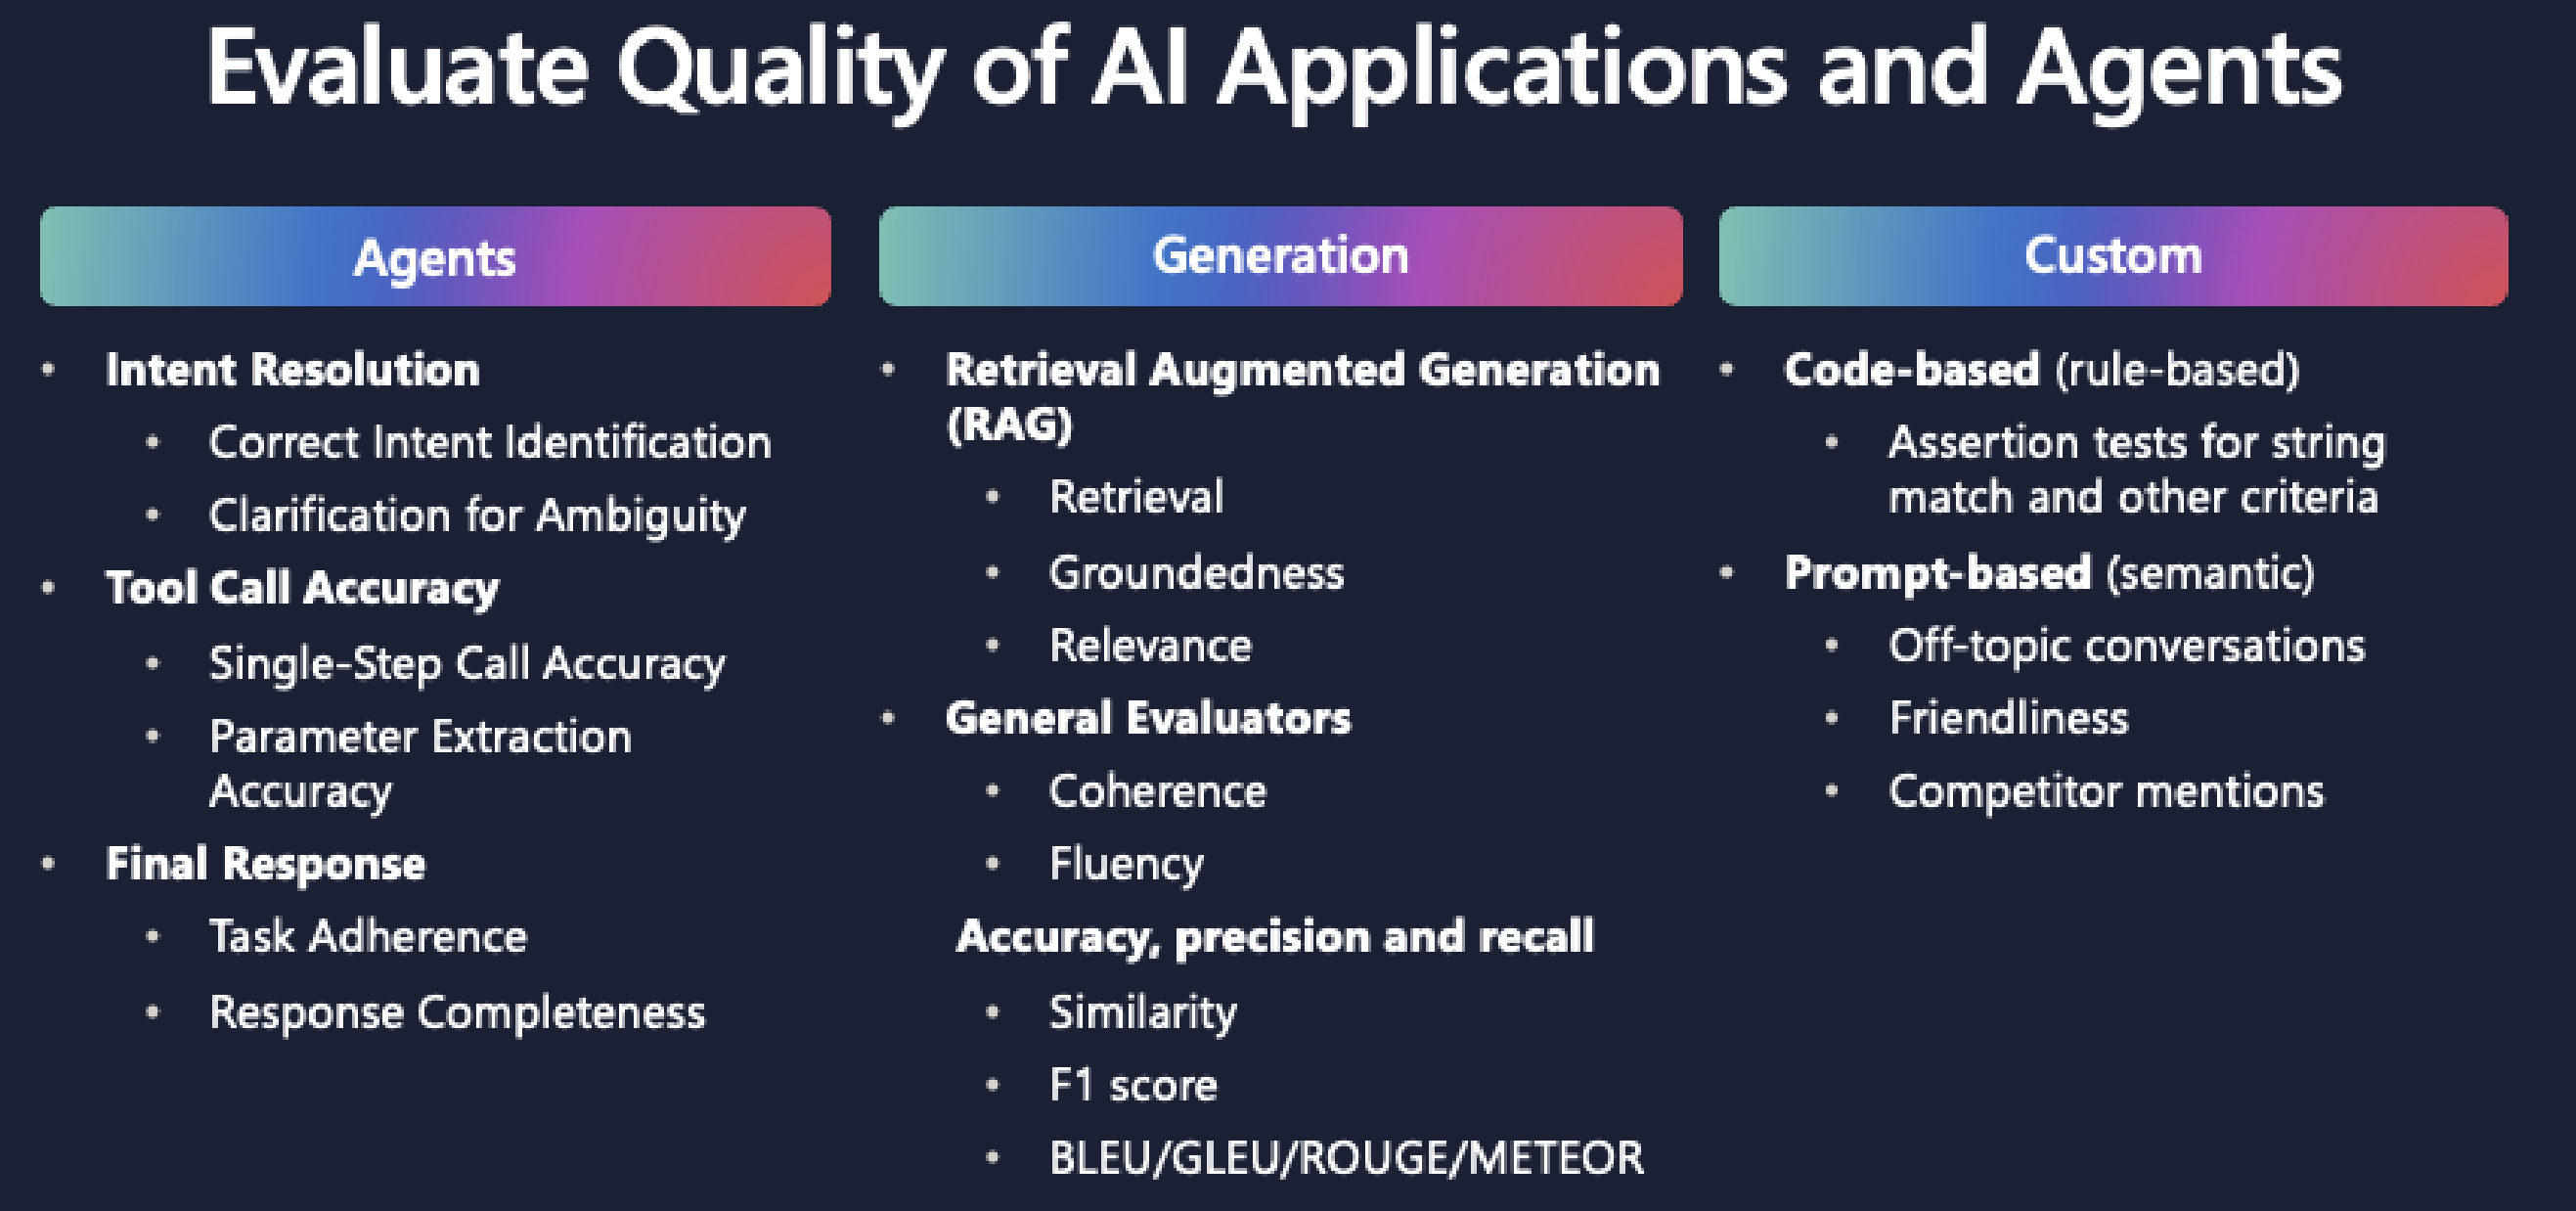 Evaluate Quality of AI Applications and Agents
Agents
• Intent Resolution
• Correct Intent Identification
• Clarification for Ambiguity
• Tool Call Accuracy
• Single-Step Call Accuracy
• Parameter Extraction
Accuracy
• Final Response
• Task Adherence
• Response Completeness
Generation
• Retrieval Augmented Generation
(RAG)
• Retrieval
• Groundedness
• Relevance
• General Evaluators
• Coherence
• Fluency
Accuracy, precision and recall
• Similarity
• F1 score
• BLEU/GLEU/ROUGE/METEOR
Custom
• Code-based (rule-based)
• Assertion tests for string
match and other criteria
• Prompt-based (semantic)
• Off-topic conversations
• Friendliness
• Competitor mentions